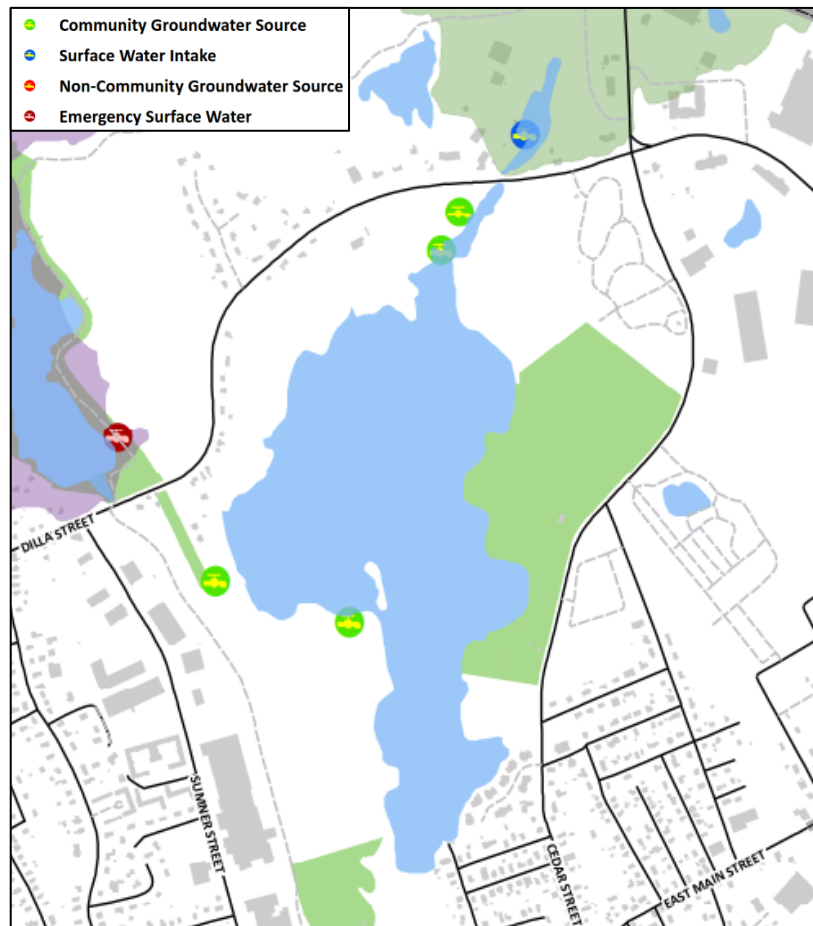 Community Groundwater Source
Surface Water Intake
Non-Community Groundwater Source
Emergency Surface Water
DILLA STREET
SUMNER STREET
CEDAR STREET
EAST MAIN STREET